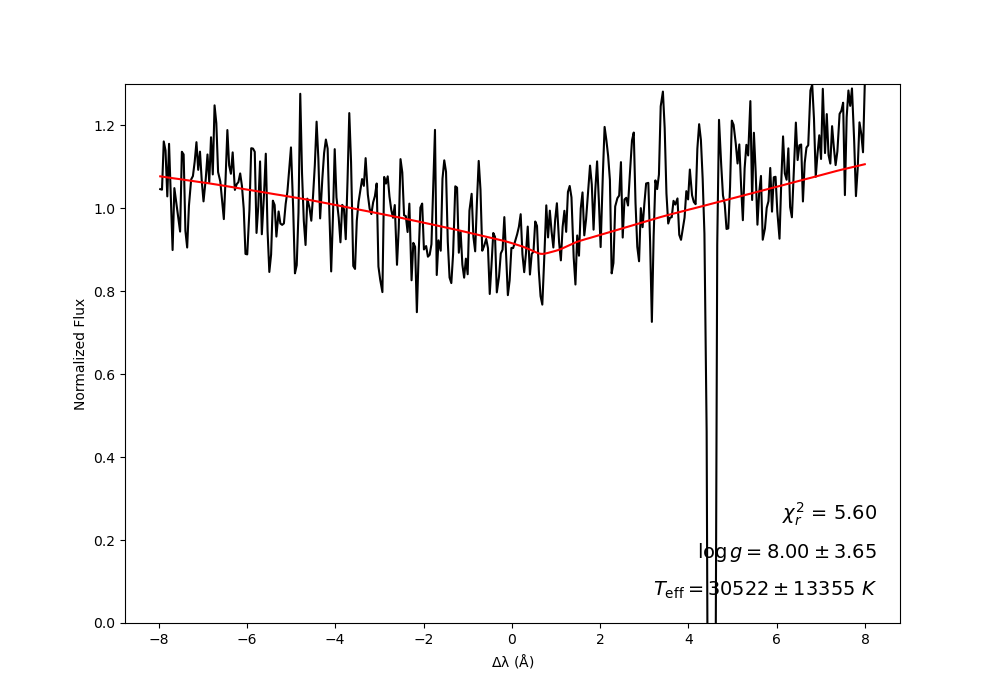 1.2
1.0
0.8
0.6
0.4
0.2
0.0
Normalized Flux
χ²ᵣ = 5.60
log g = 8.00 ± 3.65
T_eff = 30522 ± 13355 K
−8 −6 −4 −2 0 2 4 6 8
Δλ (Å)